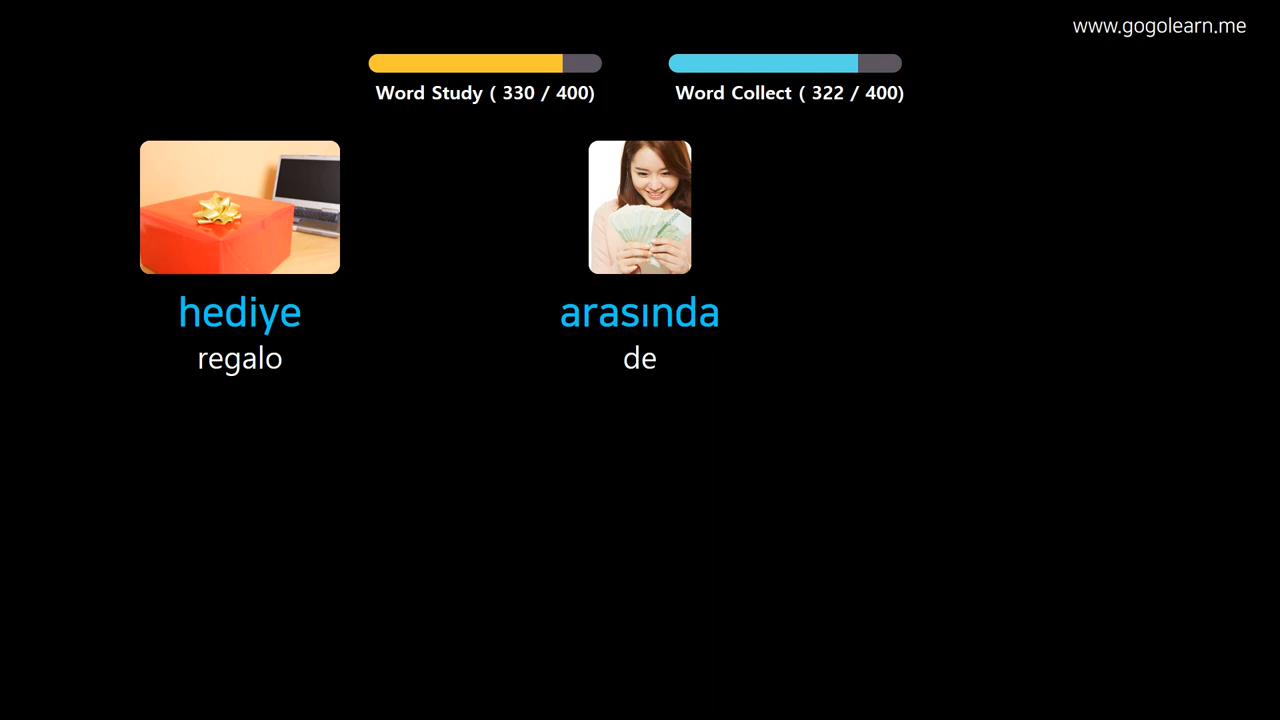 www.gogolearn.me
Word Study ( 330 / 400)
Word Collect ( 322 / 400)
hediye
regalo
arasında
de